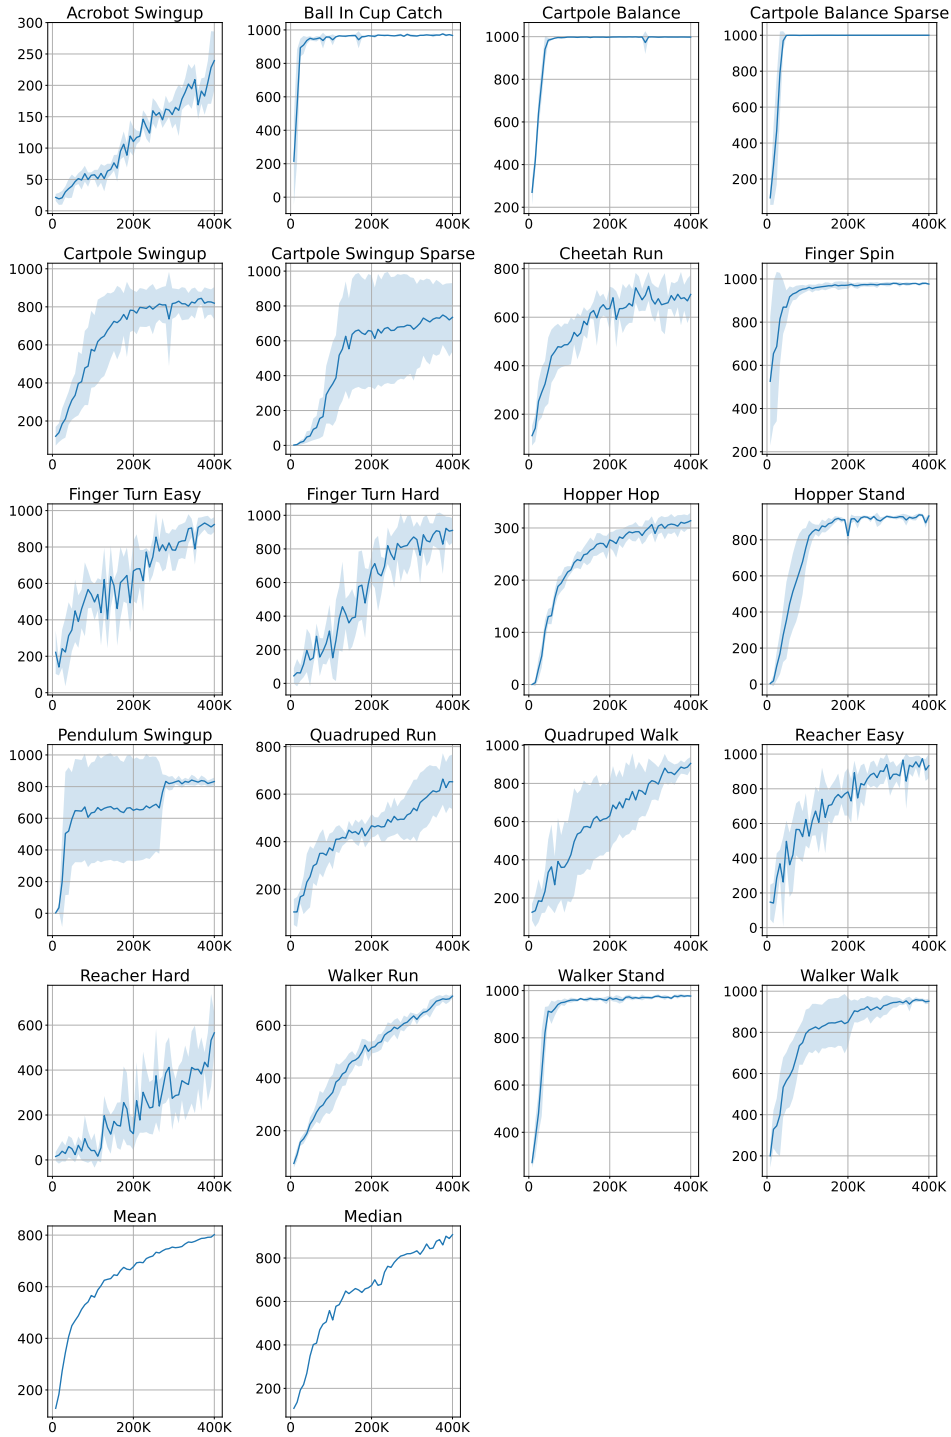 Acrobot Swingup Ball In Cup Catch Cartpole Balance Cartpole Balance Sparse
300 250 200 150 100 50 0
1000 800 600 400 200 0
1000 800 600 400 200
1000 800 600 400 200
0 200K 400K 0 200K 400K 0 200K 400K 0 200K 400K
Cartpole Swingup Cartpole Swingup Sparse Cheetah Run Finger Spin
1000 800 600 400 200
1000 800 600 400 200 0
800 600 400 200
1000 800 600 400 200
0 200K 400K 0 200K 400K 0 200K 400K 0 200K 400K
Finger Turn Easy Finger Turn Hard Hopper Hop Hopper Stand
1000 800 600 400 200 0
1000 800 600 400 200 0
300 200 100 0
800 600 400 200 0
0 200K 400K 0 200K 400K 0 200K 400K 0 200K 400K
Pendulum Swingup Quadruped Run Quadruped Walk Reacher Easy
1000 800 600 400 200 0
800 600 400 200
1000 800 600 400 200
1000 800 600 400 200 0
0 200K 400K 0 200K 400K 0 200K 400K 0 200K 400K
Reacher Hard Walker Run Walker Stand Walker Walk
600 400 200 0
600 400 200
1000 800 600 400
1000 800 600 400 200
0 200K 400K 0 200K 400K 0 200K 400K 0 200K 400K
Mean Median
800 600 400 200
800 600 400 200
0 200K 400K 0 200K 400K